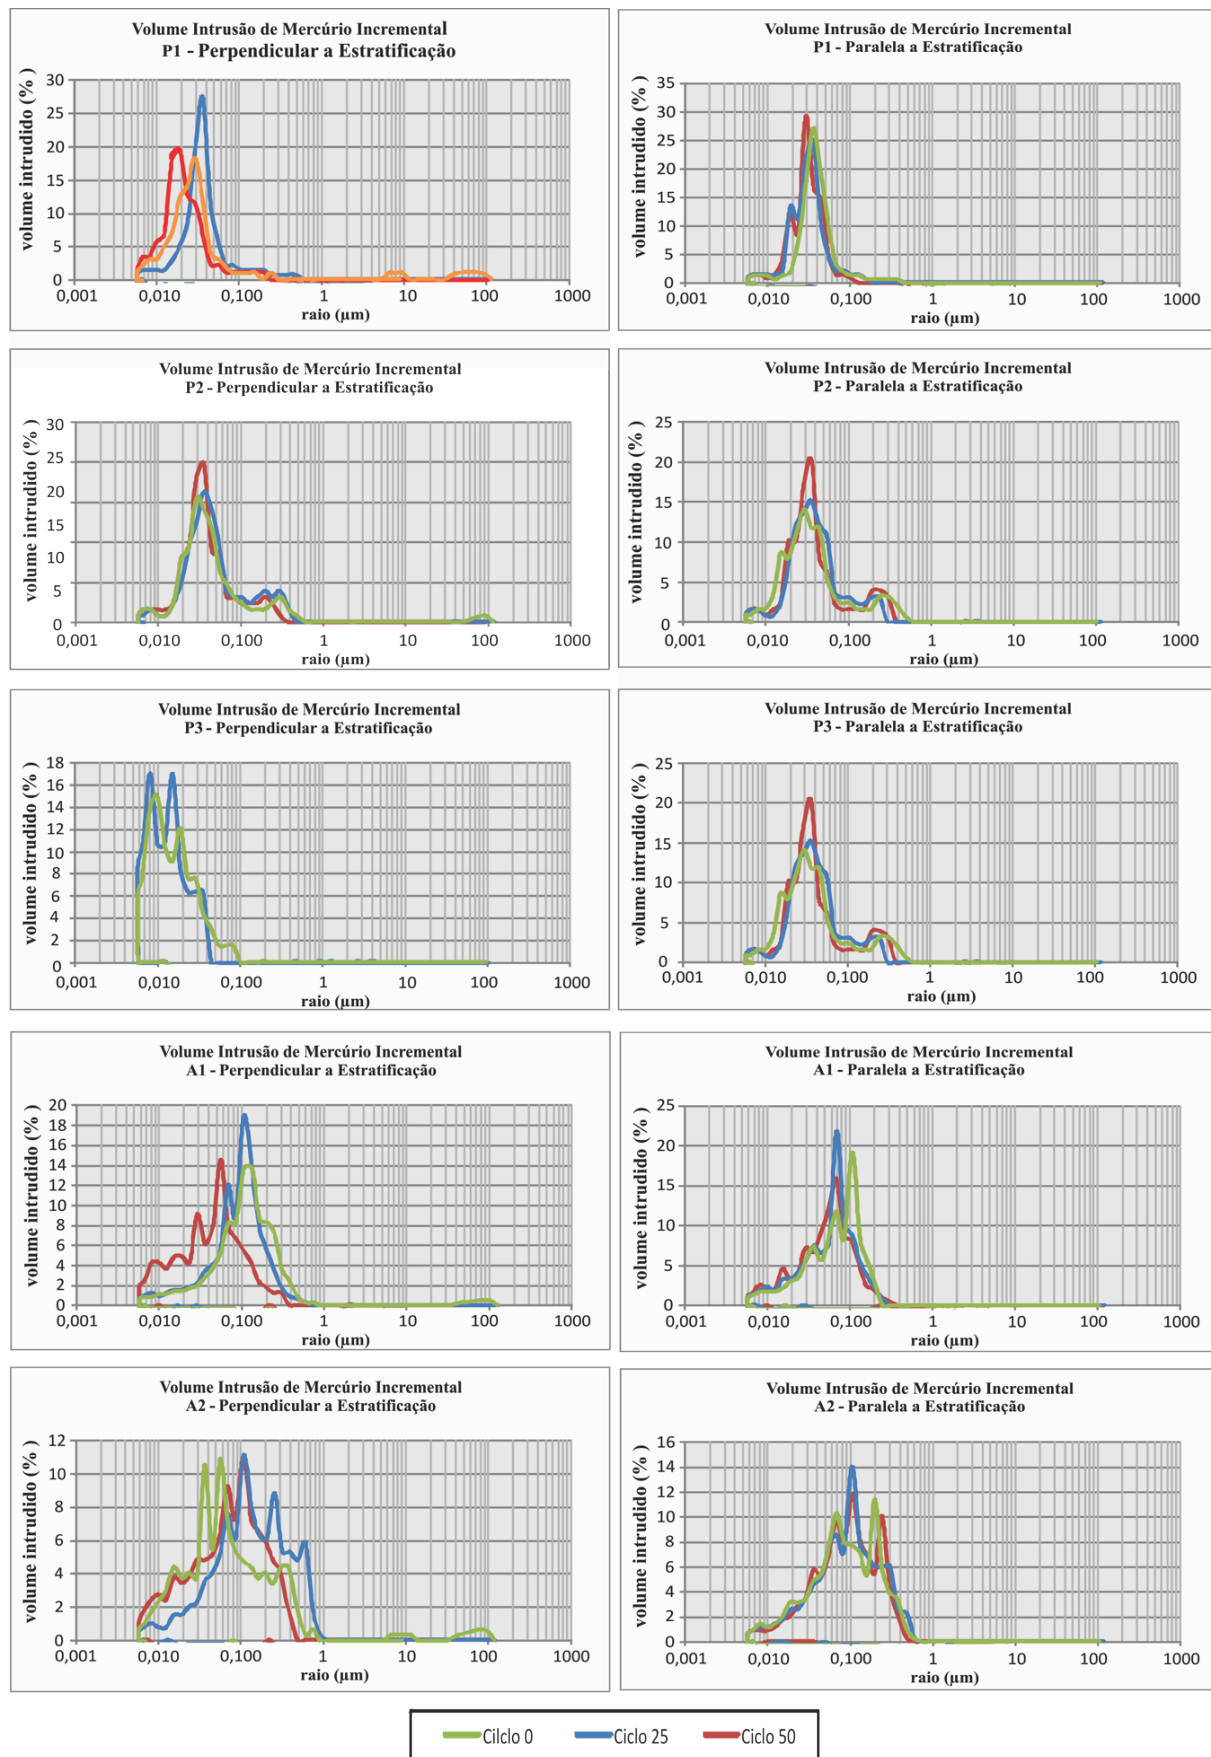 Volume Intrusão de Mercúrio Incremental
P1 - Perpendicular a Estratificação
volume intrudido (% )
30
25
20
15
10
5
0
0,001 0,010 0,100 1 10 100 1000
raio (µm)
Volume Intrusão de Mercúrio Incremental
P1 - Paralela a Estratificação
volume intrudido (% )
35
30
25
20
15
10
5
0
0,001 0,010 0,100 1 10 100 1000
raio (µm)
Volume Intrusão de Mercúrio Incremental
P2 - Perpendicular a Estratificação
volume intrudido (% )
30
25
20
15
10
5
0
0,001 0,010 0,100 1 10 100 1000
raio (µm)
Volume Intrusão de Mercúrio Incremental
P2 - Paralela a Estratificação
volume intrudido (% )
25
20
15
10
5
0
0,001 0,010 0,100 1 10 100 1000
raio (µm)
Volume Intrusão de Mercúrio Incremental
P3 - Perpendicular a Estratificação
volume intrudido (% )
18
16
14
12
10
8
6
4
2
0
0,001 0,010 0,100 1 10 100 1000
raio (µm)
Volume Intrusão de Mercúrio Incremental
P3 - Paralela a Estratificação
volume intrudido (% )
25
20
15
10
5
0
0,001 0,010 0,100 1 10 100 1000
raio (µm)
Volume Intrusão de Mercúrio Incremental
A1 - Perpendicular a Estratificação
volume intrudido (% )
20
18
16
14
12
10
8
6
4
2
0
0,001 0,010 0,100 1 10 100 1000
raio (µm)
Volume Intrusão de Mercúrio Incremental
A1 - Paralela a Estratificação
volume intrudido (% )
25
20
15
10
5
0
0,001 0,010 0,100 1 10 100 1000
raio (µm)
Volume Intrusão de Mercúrio Incremental
A2 - Perpendicular a Estratificação
volume intrudido (% )
12
10
8
6
4
2
0
0,001 0,010 0,100 1 10 100 1000
raio (µm)
Volume Intrusão de Mercúrio Incremental
A2 - Paralela a Estratificação
volume intrudido (% )
16
14
12
10
8
6
4
2
0
0,001 0,010 0,100 1 10 100 1000
raio (µm)
Cilclo 0 Ciclo 25 Ciclo 50